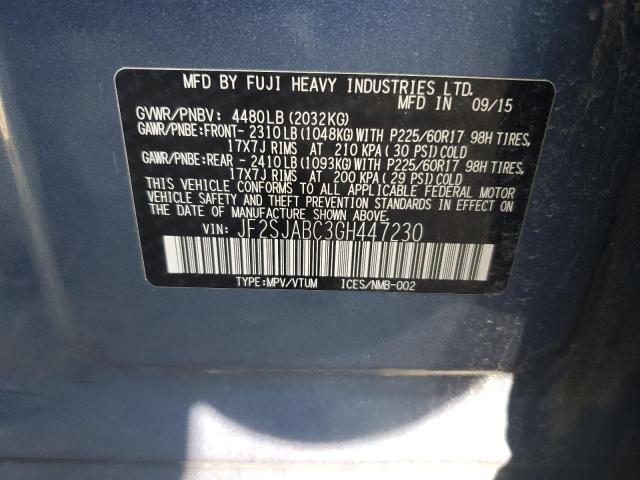 MFD BY FUJI HEAVY INDUSTRIES LTD.
MFD IN 09/15
GVWR/PNBV: 4480LB (2032KG)
GAWR/PNBE:FRONT- 2310LB (1048KG) WITH P225/60R17 98H TIRES,
17X7J RIMS AT 210 KPA (30 PSI) COLD
GAWR/PNBE:REAR - 2410LB (1093KG) WITH P225/60R17 98H TIRES,
17X7J RIMS AT 200 KPA (29 PSI) COLD
THIS VEHICLE CONFORMS TO ALL APPLICABLE FEDERAL MOTOR
VEHICLE SAFETY AND THEFT PREVENTION STANDARDS IN EFFECT ON
THE DATE OF MANUFACTURE SHOWN ABOVE.
VIN: JF2SJABC3GH447230
TYPE:MPV/VTUM ICES/NMB-002